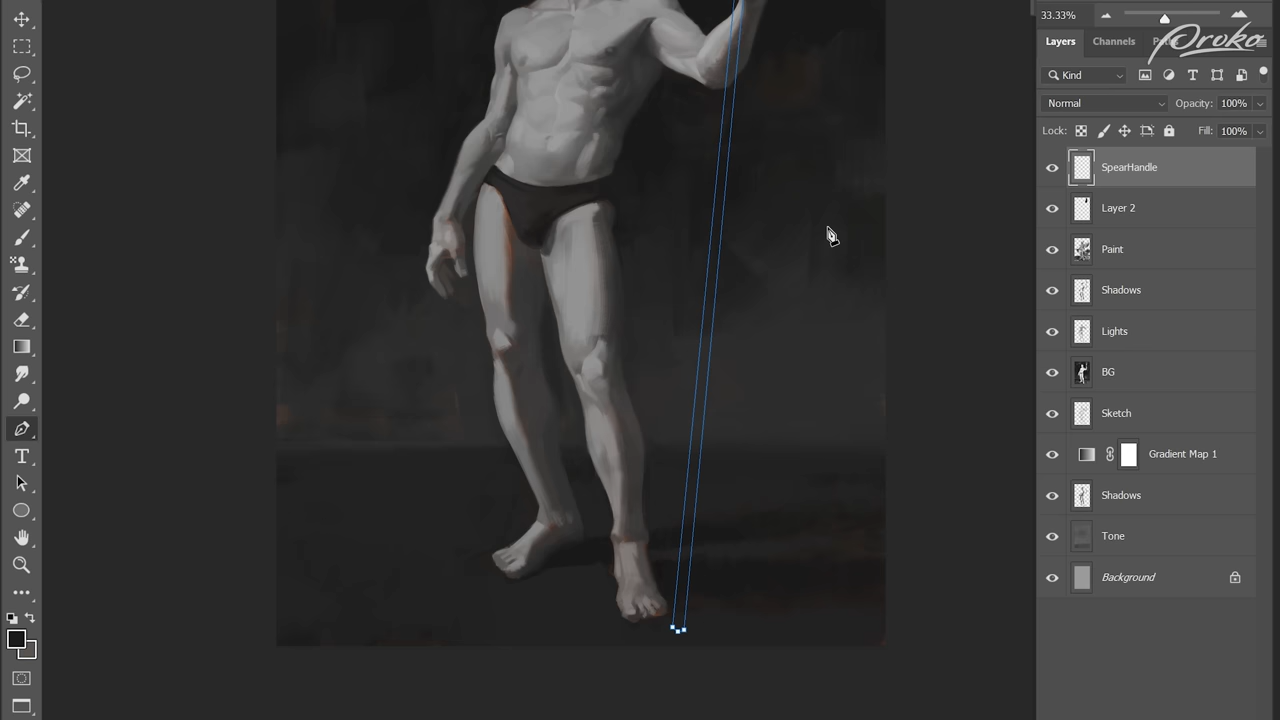 33.33%
Proko
Layers
Channels
Kind
Normal
Opacity: 100%
Lock:
Fill: 100%
SpearHandle
Layer 2
Paint
Shadows
Lights
BG
Sketch
Gradient Map 1
Shadows
Tone
Background